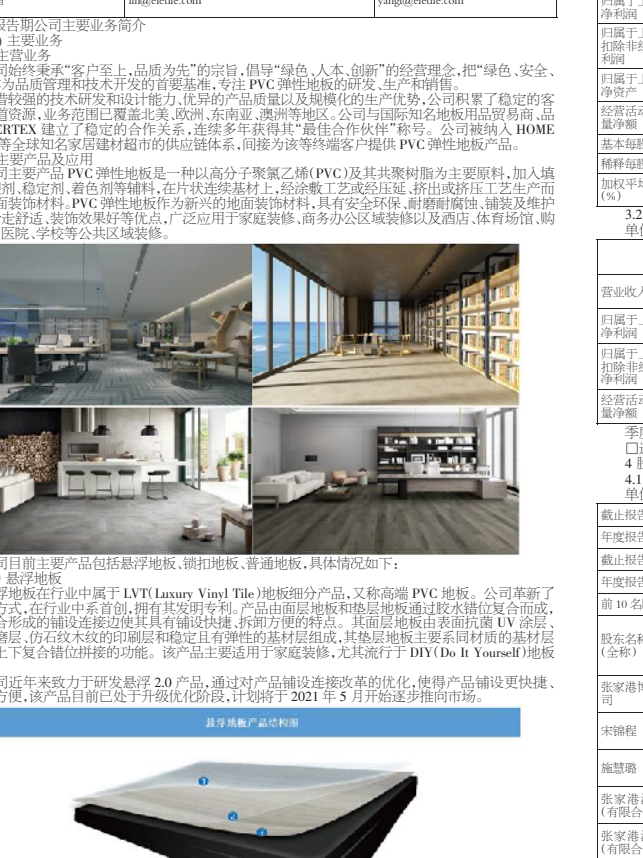 lin@eletile.com
yangl@eletile.com
报告期公司主要业务简介
)主要业务
主营业务
司始终秉承“客户至上,品质为先”的宗旨,倡导“绿色、人本、创新”的经营理念,把“绿色、安全、
为品质管理和技术开发的首要基准,专注 PVC 弹性地板的研发、生产和销售。
借较强的技术研发和设计能力、优异的产品质量以及规模化的生产优势,公司积累了稳定的客
道资源,业务范围已覆盖北美、欧洲、东南亚、澳洲等地区。公司与国际知名地板用品贸易商、品
ERTEX 建立了稳定的合作关系,连续多年获得其“最佳合作伙伴”称号。公司被纳入 HOME
等全球知名家居建材超市的供应链体系,间接为该等终端客户提供 PVC 弹性地板产品。
主要产品及应用
司主要产品 PVC 弹性地板是一种以高分子聚氯乙烯(PVC)及其共聚树脂为主要原料,加入填
剂、稳定剂、着色剂等辅料,在片状连续基材上,经涂敷工艺或经压延、挤出或挤压工艺生产而
面装饰材料。PVC 弹性地板作为新兴的地面装饰材料,具有安全环保、耐磨耐腐蚀、铺装及维护
走舒适、装饰效果好等优点,广泛应用于家庭装修、商务办公区域装修以及酒店、体育场馆、购
医院、学校等公共区域装修。
司目前主要产品包括悬浮地板、锁扣地板、普通地板,具体情况如下:
悬浮地板
浮地板在行业中属于 LVT(Luxury Vinyl Tile)地板细分产品,又称高端 PVC 地板。公司革新了
方式,在行业中系首创,拥有其发明专利。产品由面层地板和垫层地板通过胶水错位复合而成,
合形成的铺设连接边使其具有铺设快捷、拆卸方便的特点。其面层地板由表面抗菌 UV 涂层、
磨层、仿石纹木纹的印刷层和稳定且有弹性的基材层组成,其垫层地板主要系同材质的基材层
上下复合错位拼接的功能。该产品主要适用于家庭装修,尤其流行于 DIY(Do It Yourself)地板
司近年来致力于研发悬浮 2.0 产品,通过对产品铺设连接改革的优化,使得产品铺设更快捷、
方便,该产品目前已处于升级优化阶段,计划将于 2021 年 5 月开始逐步推向市场。
悬浮地板产品结构图
1
2
3
净利润
归属于上
扣除非经
利润
归属于上
净资产
经营活动
量净额
基本每股
稀释每股
加权平均
(%)
3.2
单位
营业收入
归属于上
净利润
归属于上
扣除非经
净利润
经营活动
量净额
季度
□适
4 股
4.1
单位
截止报告
年度报告
截止报告
年度报告
前 10 名
股东名称
(全称)
张家港博
司
宋锦程
施慧璐
张家港
(有限合
张家港
(有限合